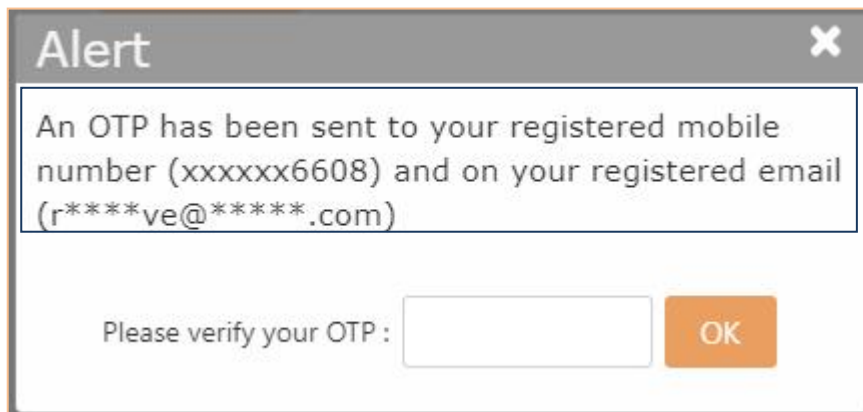 Alert
An OTP has been sent to your registered mobile
number (xxxxxx6608) and on your registered email
(r****ve@*****.com)
Please verify your OTP : OK